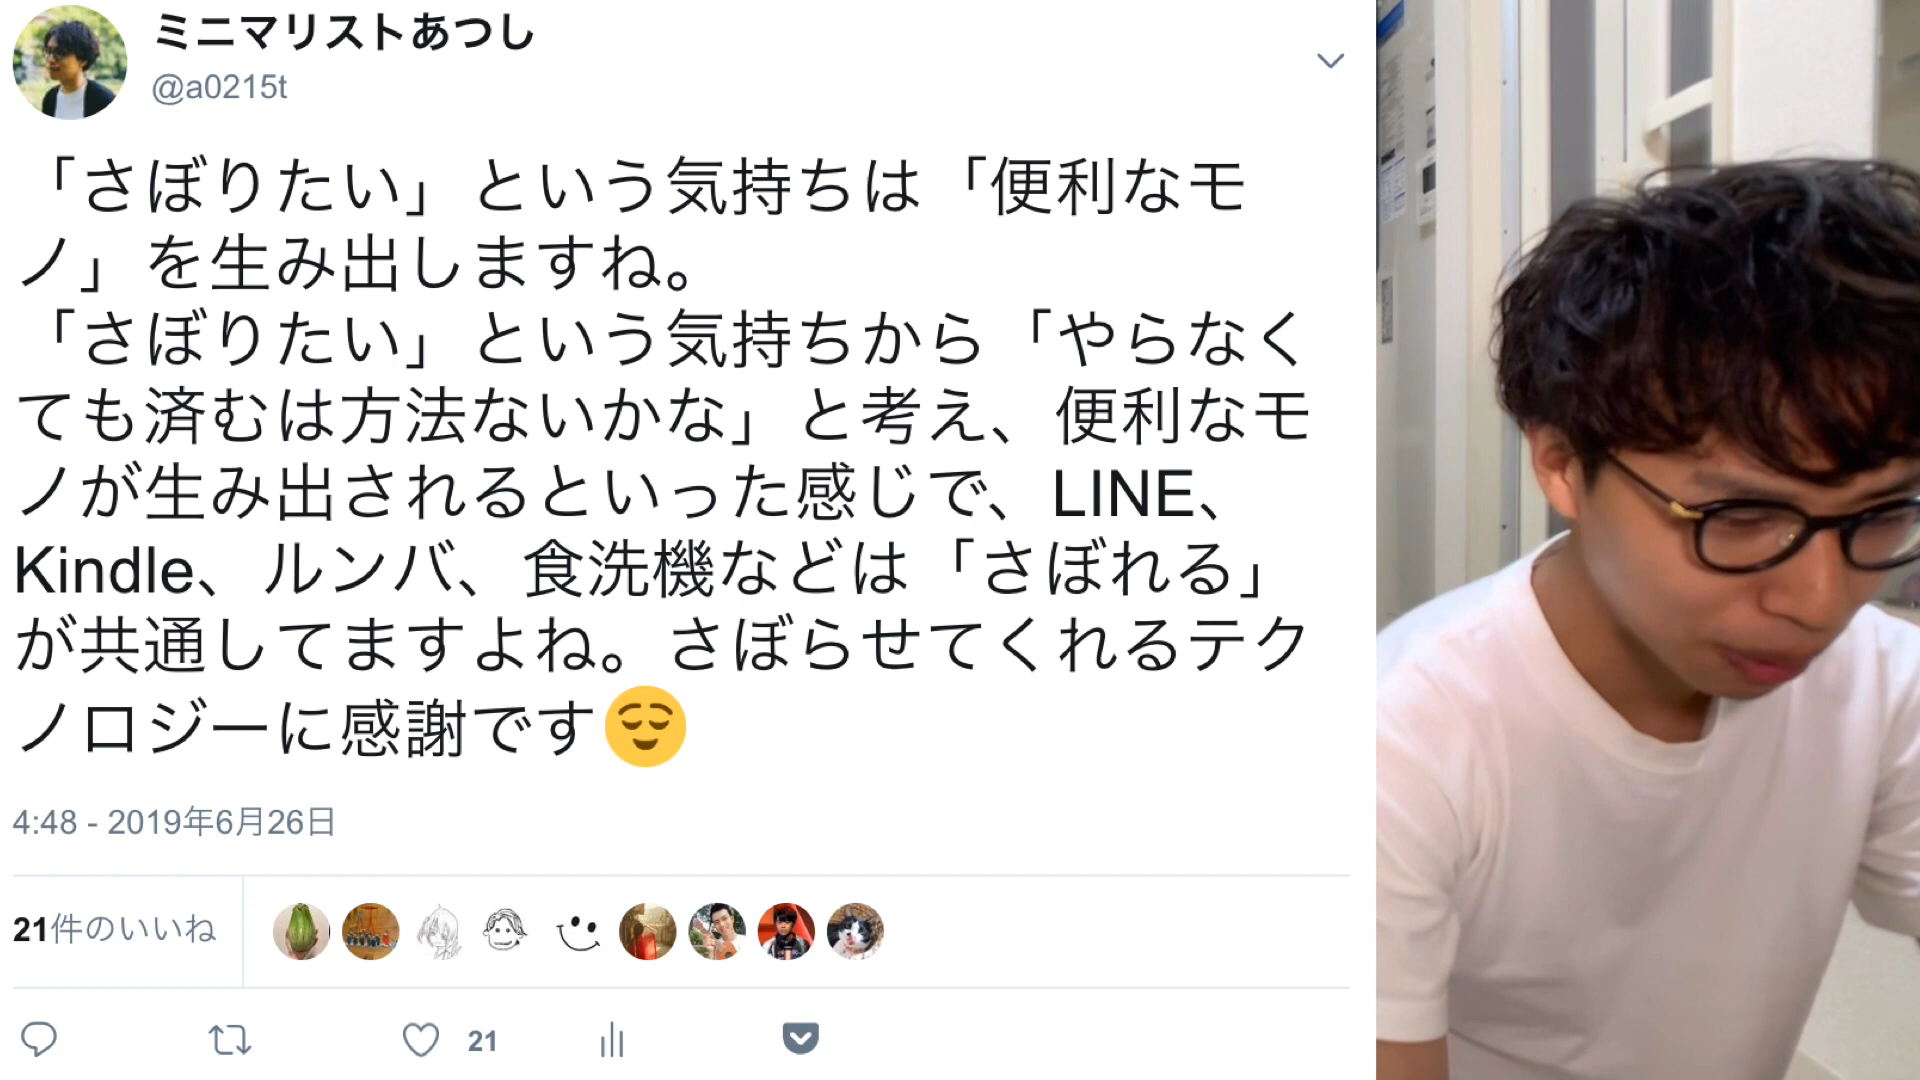 ミニマリストあつし
@a0215t
「さぼりたい」という気持ちは「便利なモ
ノ」を生み出しますね。
「さぼりたい」という気持ちから「やらなく
ても済むは方法ないかな」と考え、便利なモ
ノが生み出されるといった感じで、LINE、
Kindle、ルンバ、食洗機などは「さぼれる」
が共通してますよね。さぼらせてくれるテク
ノロジーに感謝です😌
4:48 - 2019年6月26日
21件のいいね
21